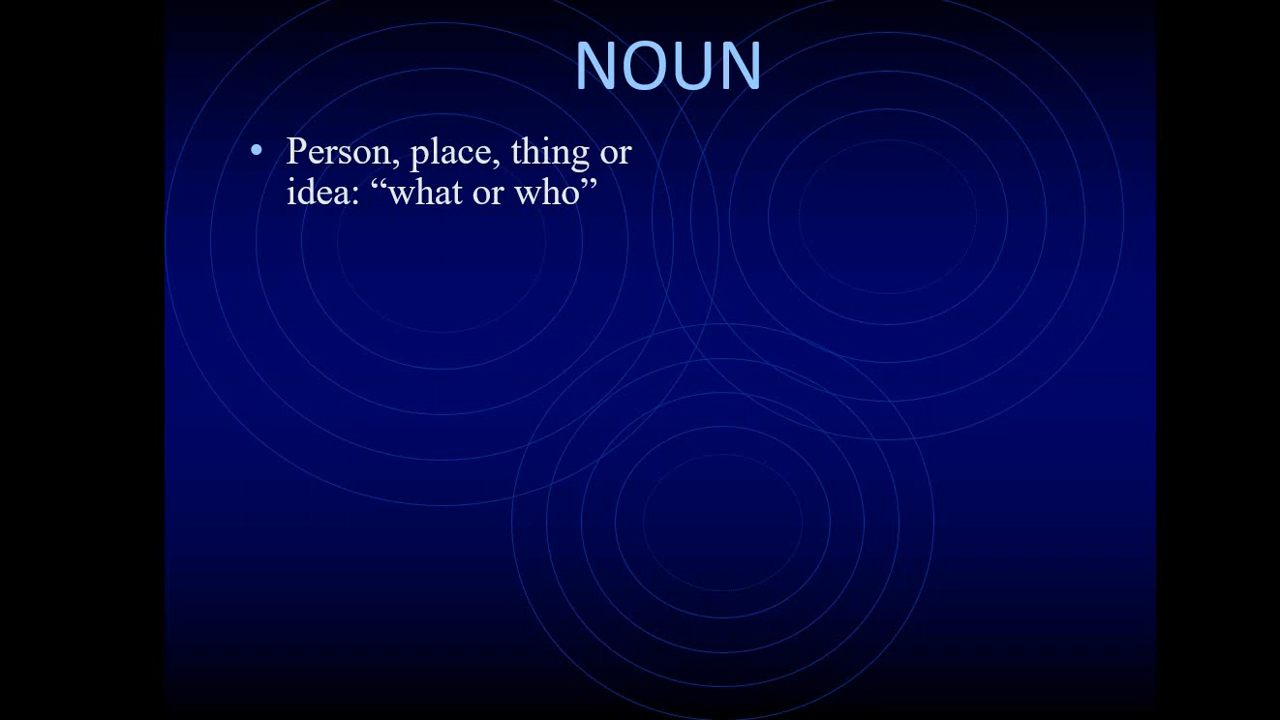 NOUN
• Person, place, thing or
idea: “what or who”